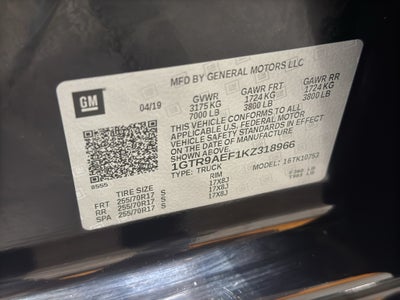 MFD BY GENERAL MOTORS LLC
GM
04/19
GVWR GAWR FRT GAWR RR
3175 KG 1724 KG 1724 KG
7000 LB 3800 LB 3800 LB
THIS VEHICLE CONFORMS TO ALL
APPLICABLE U.S. FEDERAL MOTOR
VEHICLE SAFETY STANDARDS IN EFFECT
ON THE DATE OF MANUFACTURE
1GTR9AEF1KZ318966
TYPE: TRUCK MODEL: 16TK10753
TIRE SIZE RIM
FRT 255/70R17 S 17X8J
RR 255/70R17 S 17X8J
SPA 255/70R17 S 17X8J